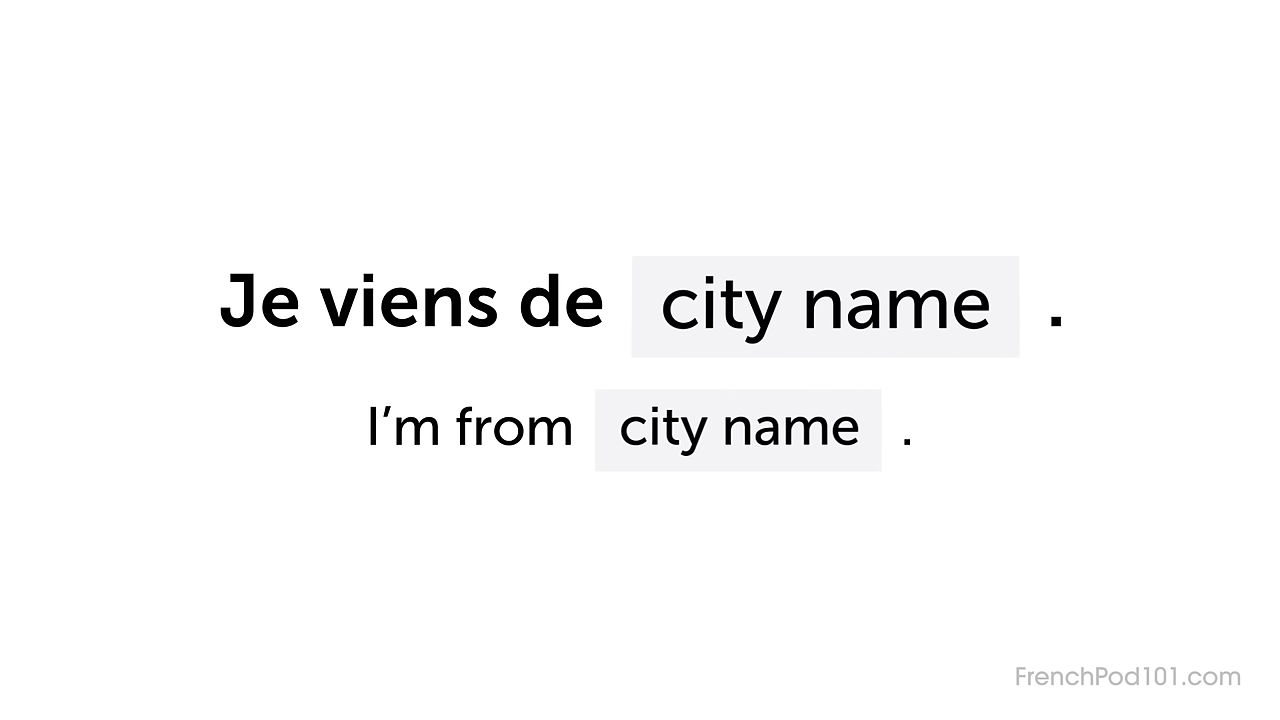 Je viens de city name .
I’m from city name .
FrenchPod101.com